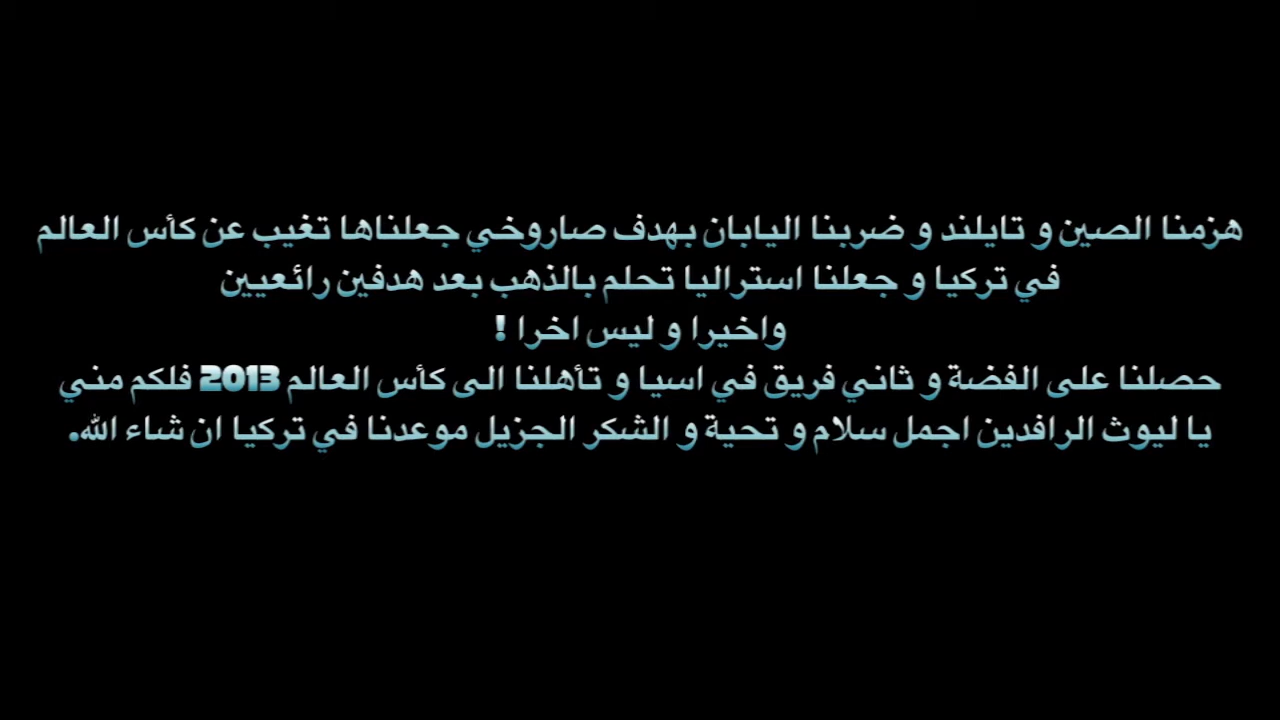 هزمنا الصين و تايلند و ضربنا اليابان بهدف صاروخي جعلناها تغيب عن كأس العالم
في تركيا و جعلنا استراليا تحلم بالذهب بعد هدفين رائعيين
واخيرا و ليس اخرا !
حصلنا على الفضة و ثاني فريق في اسيا و تأهلنا الى كأس العالم 2013 فلكم مني
يا ليوث الرافدين اجمل سلام و تحية و الشكر الجزيل موعدنا في تركيا ان شاء الله.